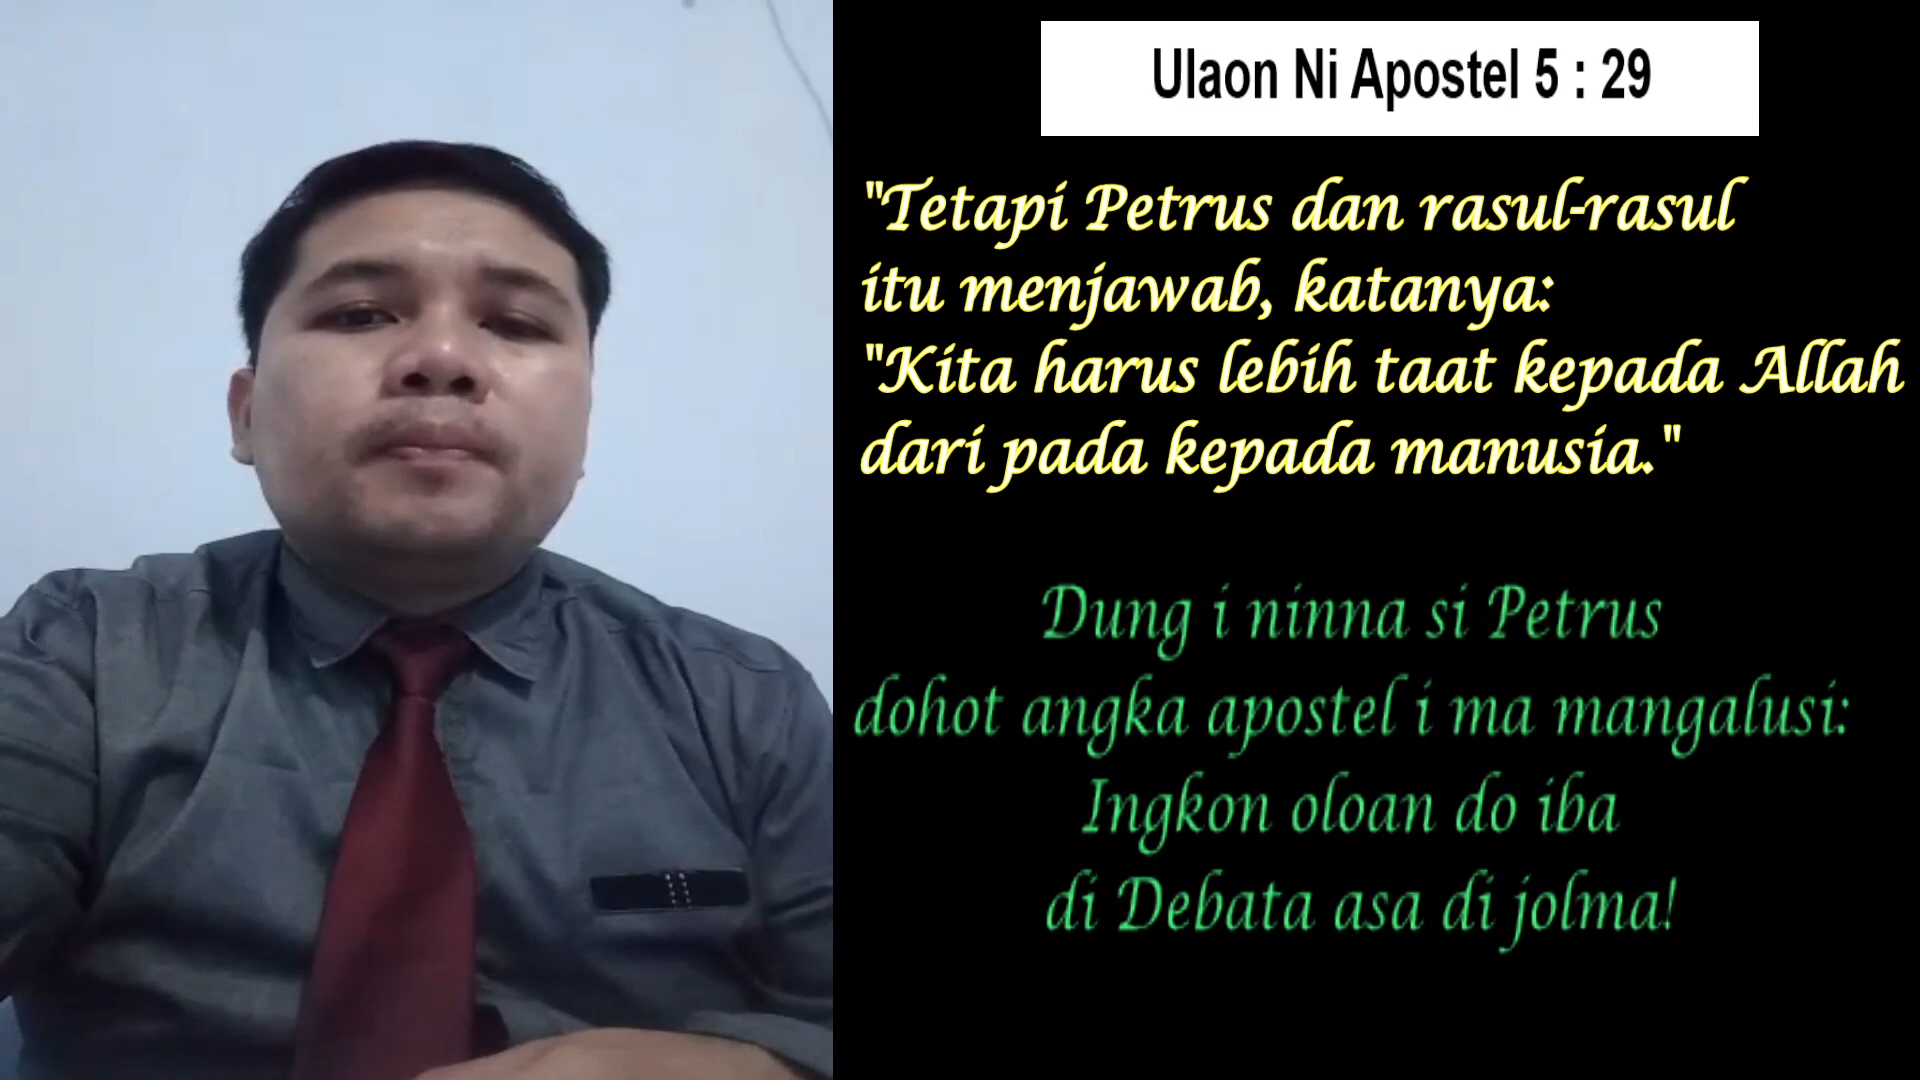 Ulaon Ni Apostel 5 : 29
"Tetapi Petrus dan rasul-rasul
itu menjawab, katanya:
"Kita harus lebih taat kepada Allah
dari pada kepada manusia."
Dung i ninna si Petrus
dohot angka apostel i ma mangalusi:
Ingkon oloan do iba
di Debata asa di jolma!